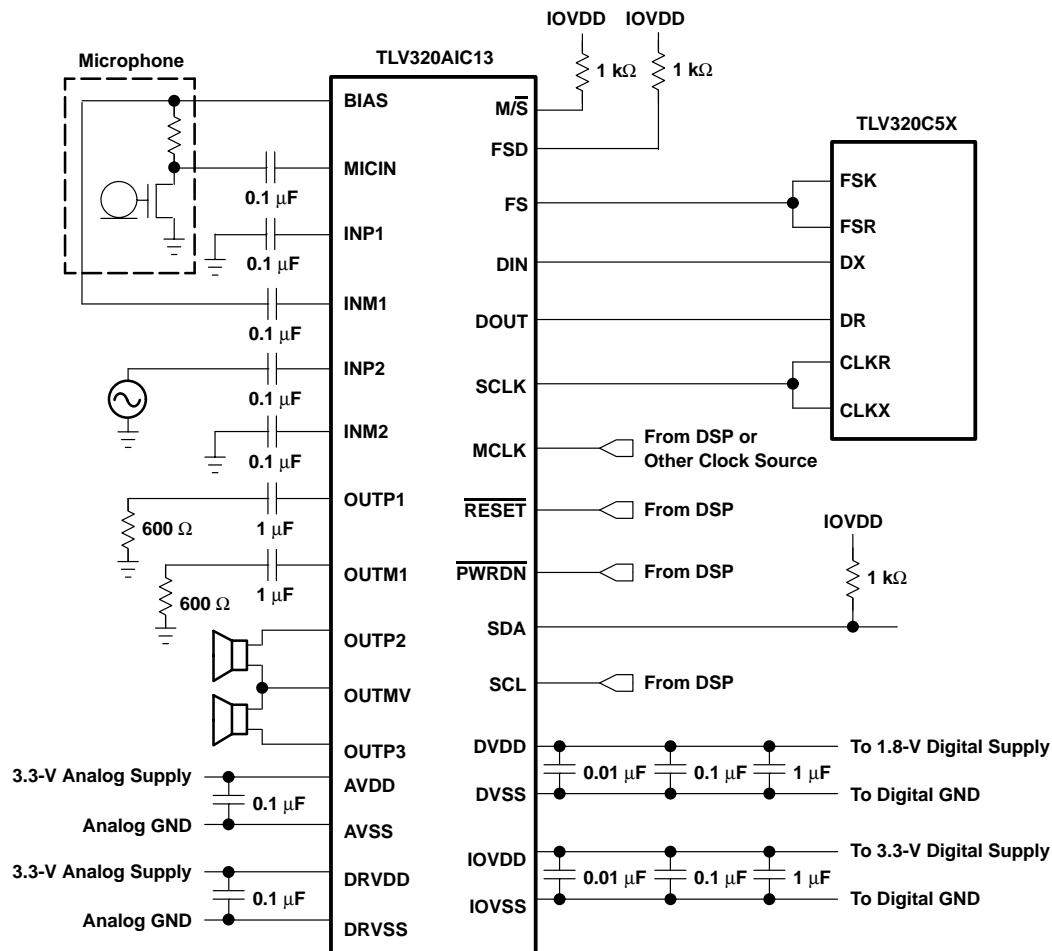 IOVDD
IOVDD
Microphone
TLV320AIC13
1 kΩ
1 kΩ
BIAS
M/S̅
TLV320C5X
FSD
MICIN
0.1 μF
FSK
FS
INP1
FSR
0.1 μF
DIN
DX
INM1
DOUT
DR
0.1 μF
INP2
CLKR
SCLK
0.1 μF
CLKX
INM2
MCLK
From DSP or
Other Clock Source
0.1 μF
OUTP1
R̅E̅S̅E̅T̅
From DSP
600 Ω
1 μF
IOVDD
OUTM1
P̅W̅R̅D̅N̅
From DSP
1 kΩ
600 Ω
1 μF
SDA
OUTP2
SCL
From DSP
OUTMV
DVDD
To 1.8-V Digital Supply
OUTP3
0.01 μF
0.1 μF
1 μF
3.3-V Analog Supply
AVDD
DVSS
To Digital GND
0.1 μF
Analog GND
AVSS
IOVDD
To 3.3-V Digital Supply
3.3-V Analog Supply
DRVDD
0.01 μF
0.1 μF
1 μF
0.1 μF
IOVSS
To Digital GND
Analog GND
DRVSS